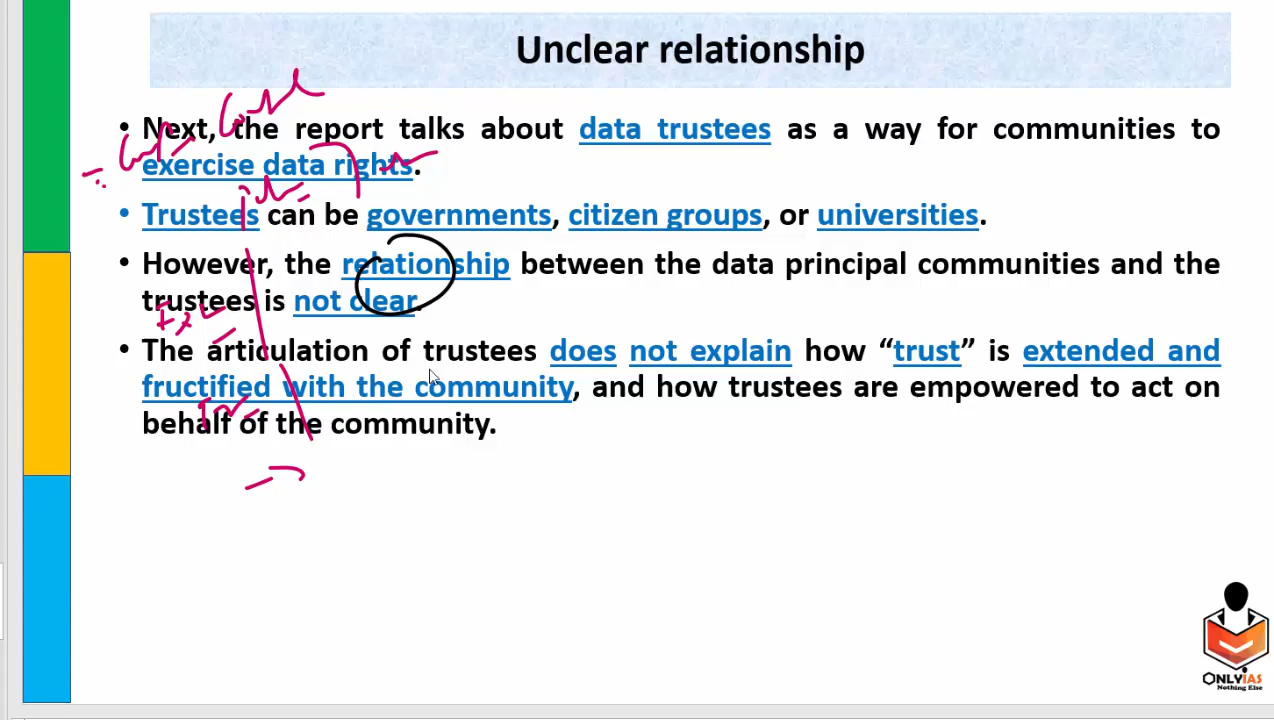 Unclear relationship
• Next, the report talks about data trustees as a way for communities to
exercise data rights.
• Trustees can be governments, citizen groups, or universities.
• However, the relationship between the data principal communities and the
trustees is not clear.
• The articulation of trustees does not explain how “trust” is extended and
fructified with the community, and how trustees are empowered to act on
behalf of the community.
ONLYIAS
Nothing Else